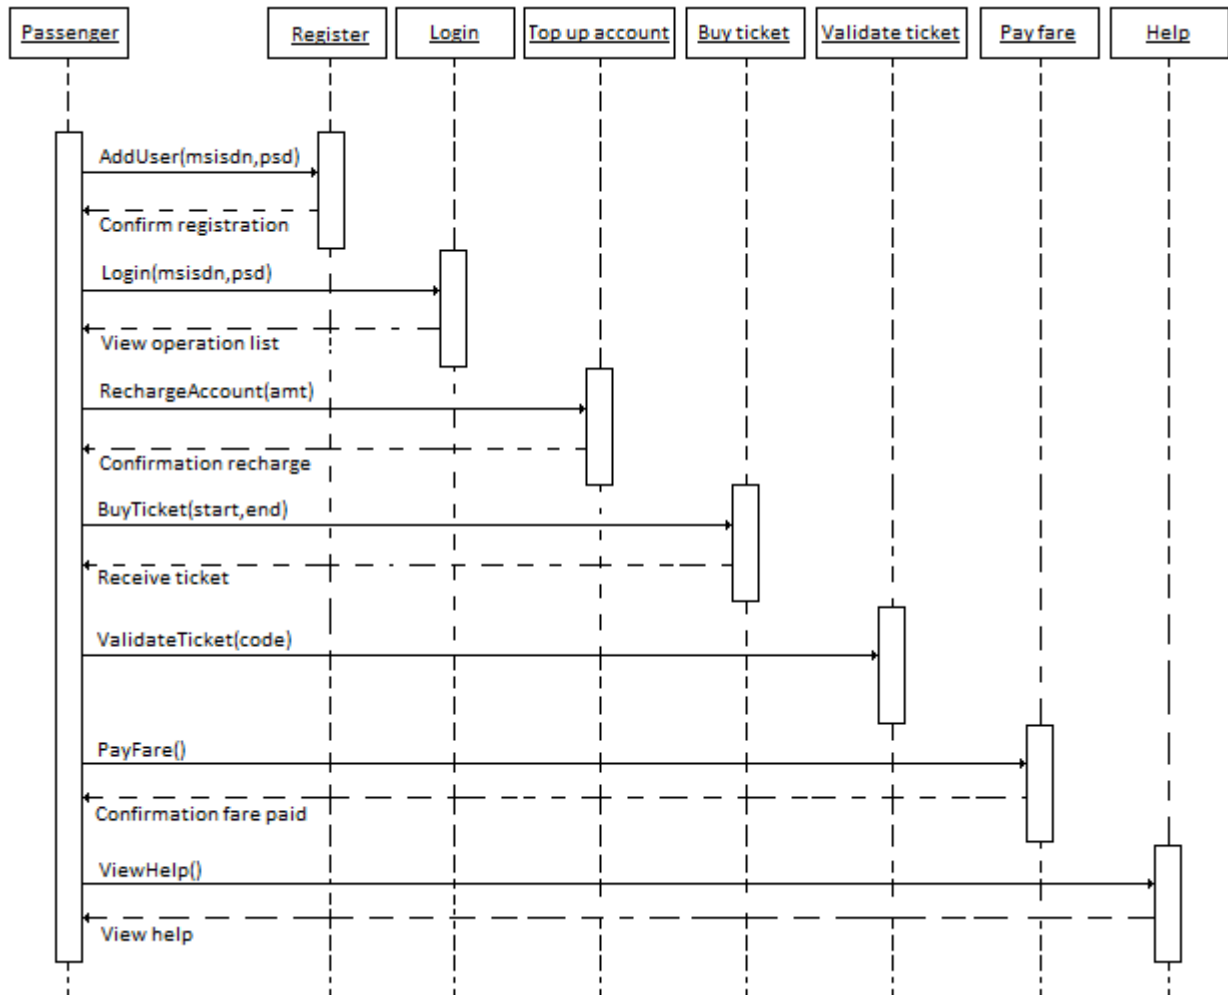 Passenger
Register
Login
Top up account
Buy ticket
Validate ticket
Pay fare
Help
AddUser(msisdn,psd)
Confirm registration
Login(msisdn,psd)
View operation list
RechargeAccount(amt)
Confirmation recharge
BuyTicket(start,end)
Receive ticket
ValidateTicket(code)
PayFare()
Confirmation fare paid
ViewHelp()
View help